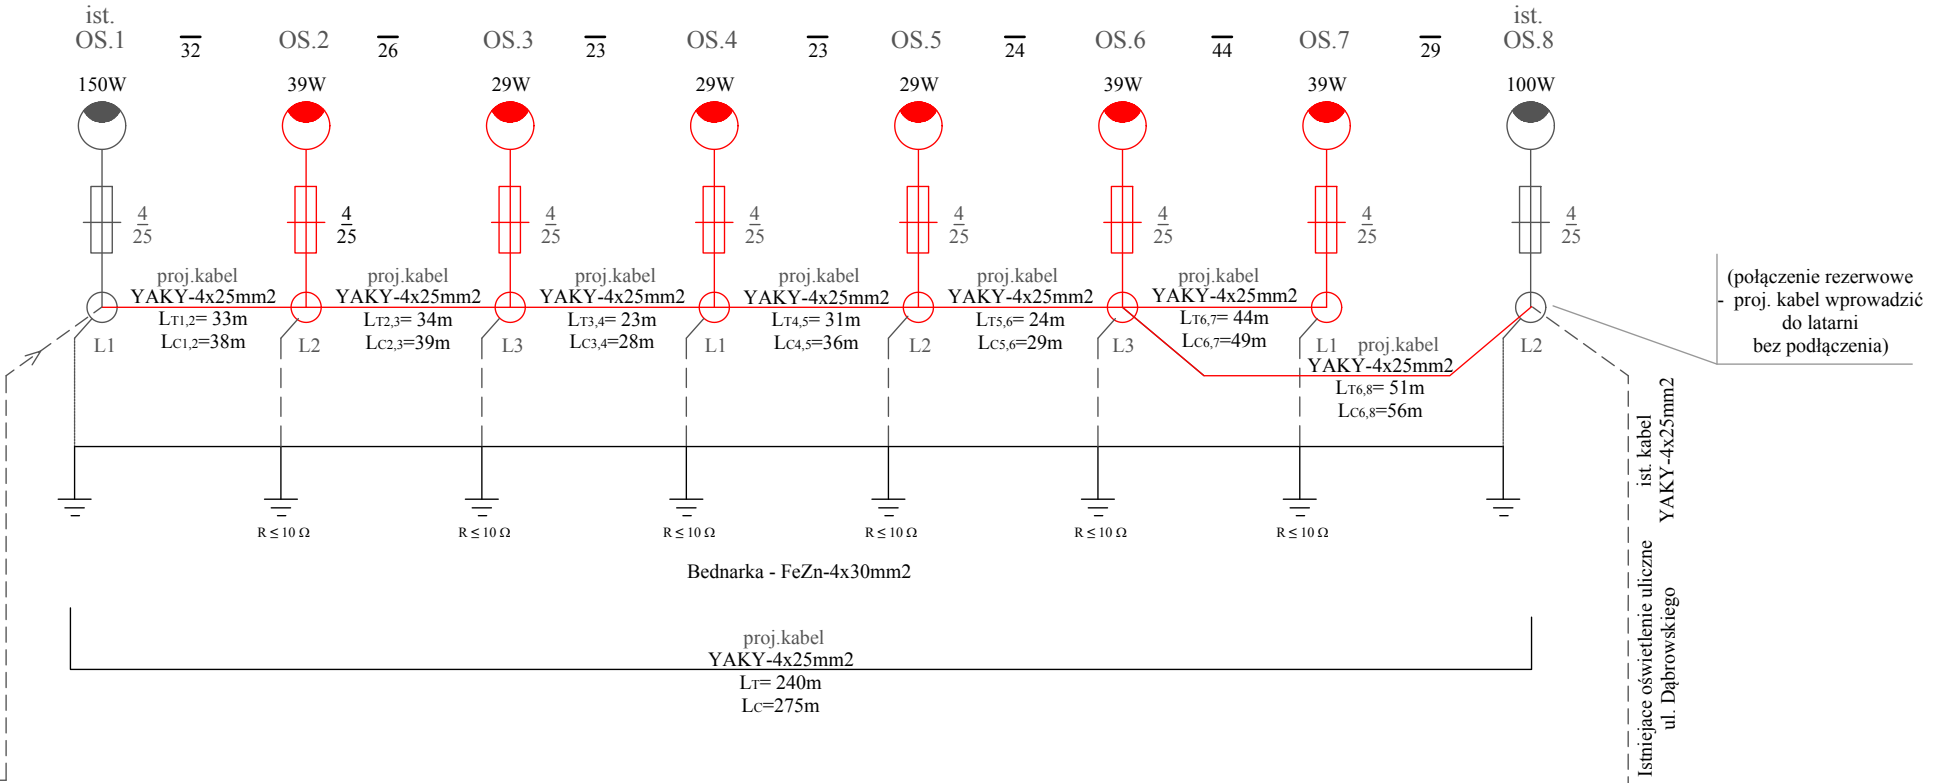 ist.
OS.1
32
OS.2
26
OS.3
23
OS.4
23
OS.5
24
OS.6
44
OS.7
29
ist.
OS.8
150W
39W
29W
29W
29W
39W
39W
100W
4
25
4
25
4
25
4
25
4
25
4
25
4
25
4
25
proj.kabel
YAKY-4x25mm2
LT1,2= 33m
LC1,2=38m
proj.kabel
YAKY-4x25mm2
LT2,3= 34m
LC2,3=39m
proj.kabel
YAKY-4x25mm2
LT3,4= 23m
LC3,4=28m
proj.kabel
YAKY-4x25mm2
LT4,5= 31m
LC4,5=36m
proj.kabel
YAKY-4x25mm2
LT5,6= 24m
LC5,6=29m
proj.kabel
YAKY-4x25mm2
LT6,7= 44m
LC6,7=49m
proj.kabel
YAKY-4x25mm2
LT6,8= 51m
LC6,8=56m
L1
L2
L3
L1
L2
L3
L1
L2
(połączenie rezerwowe
- proj. kabel wprowadzić
do latarni
bez podłączenia)
ist. kabel
YAKY-4x25mm2
R ≤ 10 Ω
R ≤ 10 Ω
R ≤ 10 Ω
R ≤ 10 Ω
R ≤ 10 Ω
R ≤ 10 Ω
Bednarka - FeZn-4x30mm2
proj.kabel
YAKY-4x25mm2
LT= 240m
LC=275m
Istniejace oświetlenie uliczne
ul. Dąbrowskiego